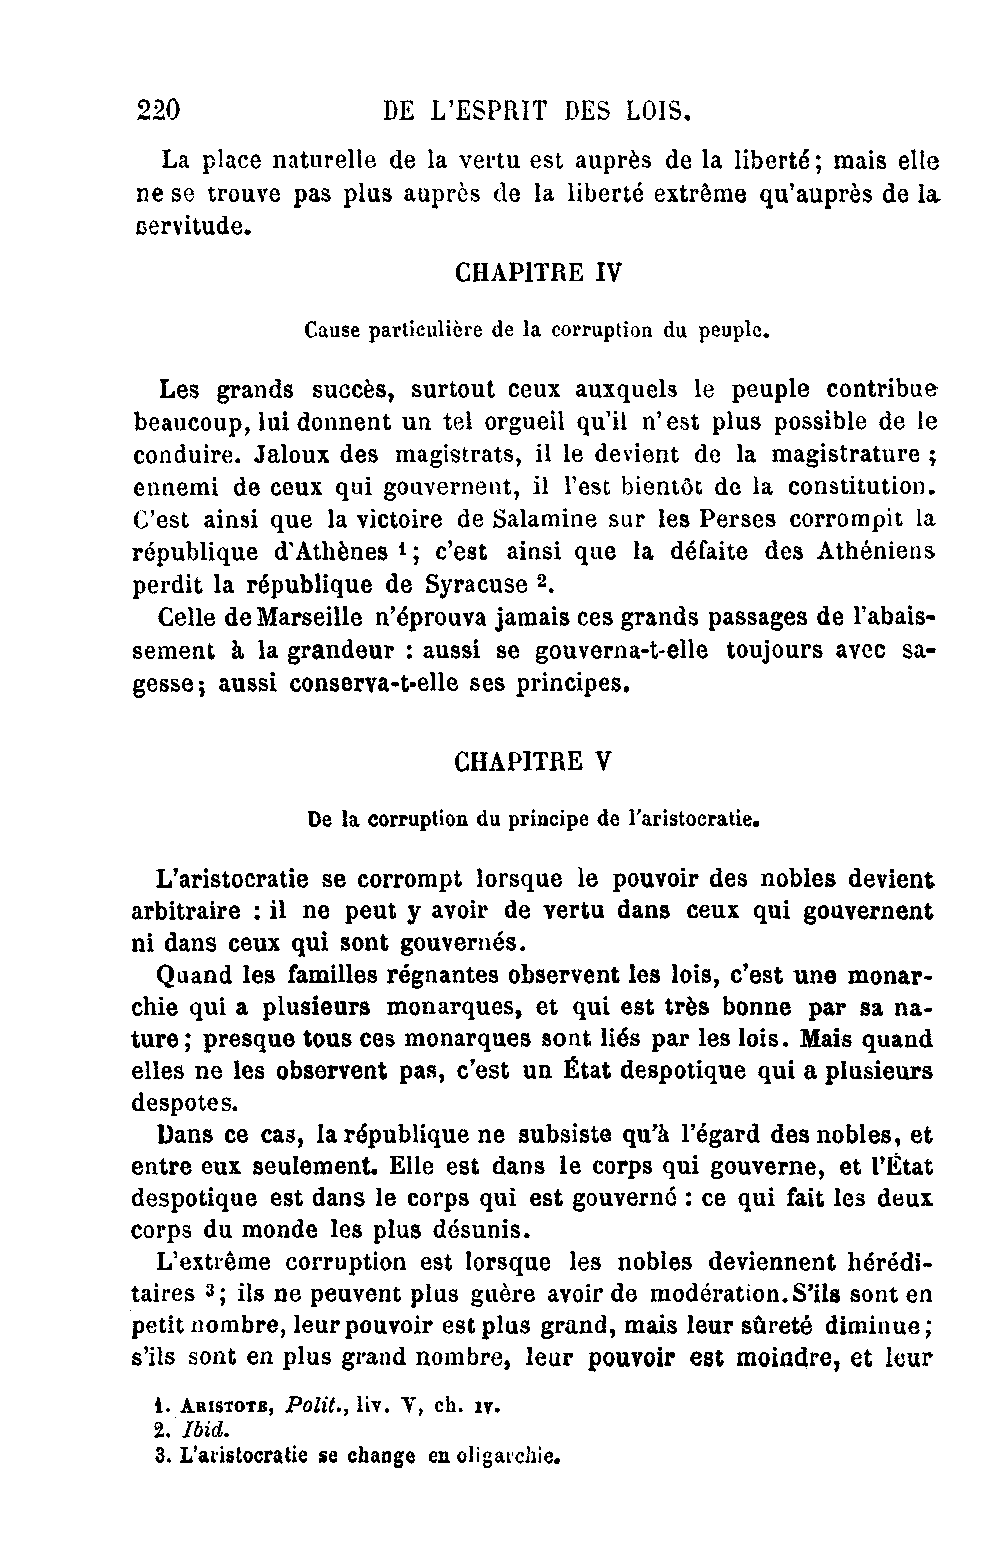 220 DE L'ESPRIT DES LOIS.
La place naturelle de la vertu est auprès de la liberté; mais elle
ne se trouve pas plus auprès de la liberté extrême qu'auprès de la
servitude.
CHAPITRE IV
Cause particulière de la corruption du peuple.
Les grands succès, surtout ceux auxquels le peuple contribue
beaucoup, lui donnent un tel orgueil qu'il n'est plus possible de le
conduire. Jaloux des magistrats, il le devient de la magistrature ;
ennemi de ceux qui gouvernent, il l'est bientôt de la constitution.
C'est ainsi que la victoire de Salamine sur les Perses corrompit la
république d'Athènes 1; c'est ainsi que la défaite des Athéniens
perdit la république de Syracuse 2.
Celle de Marseille n'éprouva jamais ces grands passages de l'abais-
sement à la grandeur : aussi se gouverna-t-elle toujours avec sa-
gesse; aussi conserva-t-elle ses principes.
CHAPITRE V
De la corruption du principe de l'aristocratie.
L'aristocratie se corrompt lorsque le pouvoir des nobles devient
arbitraire : il ne peut y avoir de vertu dans ceux qui gouvernent
ni dans ceux qui sont gouvernés.
Quand les familles régnantes observent les lois, c'est une monar-
chie qui a plusieurs monarques, et qui est très bonne par sa na-
ture; presque tous ces monarques sont liés par les lois. Mais quand
elles ne les observent pas, c'est un État despotique qui a plusieurs
despotes.
Dans ce cas, la république ne subsiste qu'à l'égard des nobles, et
entre eux seulement. Elle est dans le corps qui gouverne, et l'État
despotique est dans le corps qui est gouverné : ce qui fait les deux
corps du monde les plus désunis.
L'extrême corruption est lorsque les nobles deviennent hérédi-
taires 3; ils ne peuvent plus guère avoir de modération. S'ils sont en
petit nombre, leur pouvoir est plus grand, mais leur sûreté diminue;
s'ils sont en plus grand nombre, leur pouvoir est moindre, et leur
1. ARISTOTE, Polit., liv. V, ch. IV.
2. Ibid.
3. L'aristocratie se change en oligarchie.